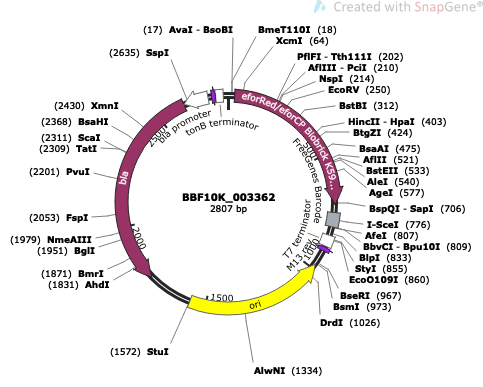 Created with SnapGene®
(17) AvaI - BsoBI
BmeT110I (18)
(2635) SspI
XcmI (64)
PflFI - Tth111I (202)
AflIII - PciI (210)
NspI (214)
EcoRV (250)
BstBI (312)
HincII - HpaI (403)
BtgZI (424)
BsaAI (475)
AflII (521)
BstEII (533)
AleI (540)
AgeI (577)
BspQI - SapI (706)
I-SceI (776)
AfeI (807)
BbvCI - Bpu10I (809)
BlpI (833)
StyI (855)
EcoO109I (860)
BseRI (967)
BsmI (973)
DrdI (1026)
AlwNI (1334)
(1572) StuI
(1831) AhdI
(1871) BmrI
(1951) BglI
(1979) NmeAIII
(2053) FspI
(2201) PvuI
(2309) TatI
(2311) ScaI
(2368) BsaHI
(2430) XmnI
bla promoter
tonB terminator
eforRed/eforCP Biobrick K59...
FreeGenes Barcode
T7 terminator
M13 rev
ori
bla
500
1000
1500
2000
2500
BBF10K_003362
2807 bp